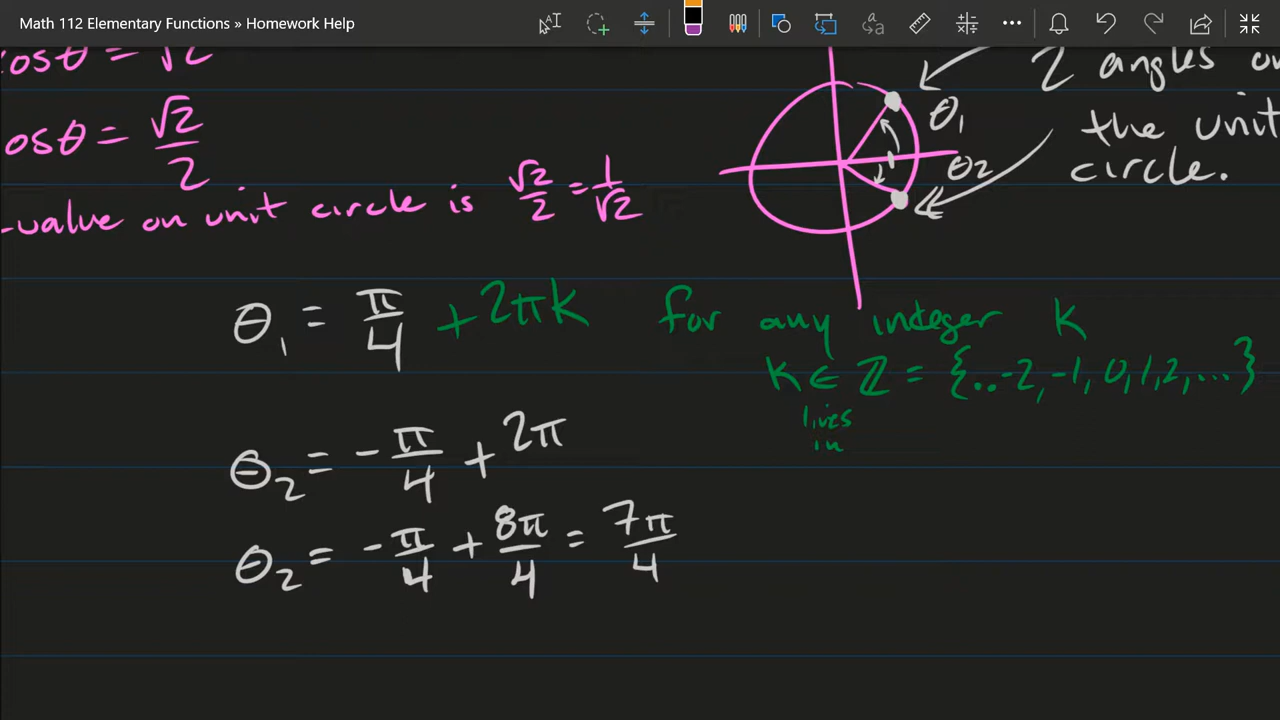 Math 112 Elementary Functions » Homework Help
cosθ = √2
2 angles on
the unit
circle.
θ₁
θ₂
osθ = √2/2
-value on unit circle is √2/2 = 1/√2
θ₁ = π/4 + 2πk for any integer k
k ∈ ℤ = {..-2, -1, 0, 1, 2, ...}
lives
in
θ₂ = -π/4 + 2π
θ₂ = -π/4 + 8π/4 = 7π/4